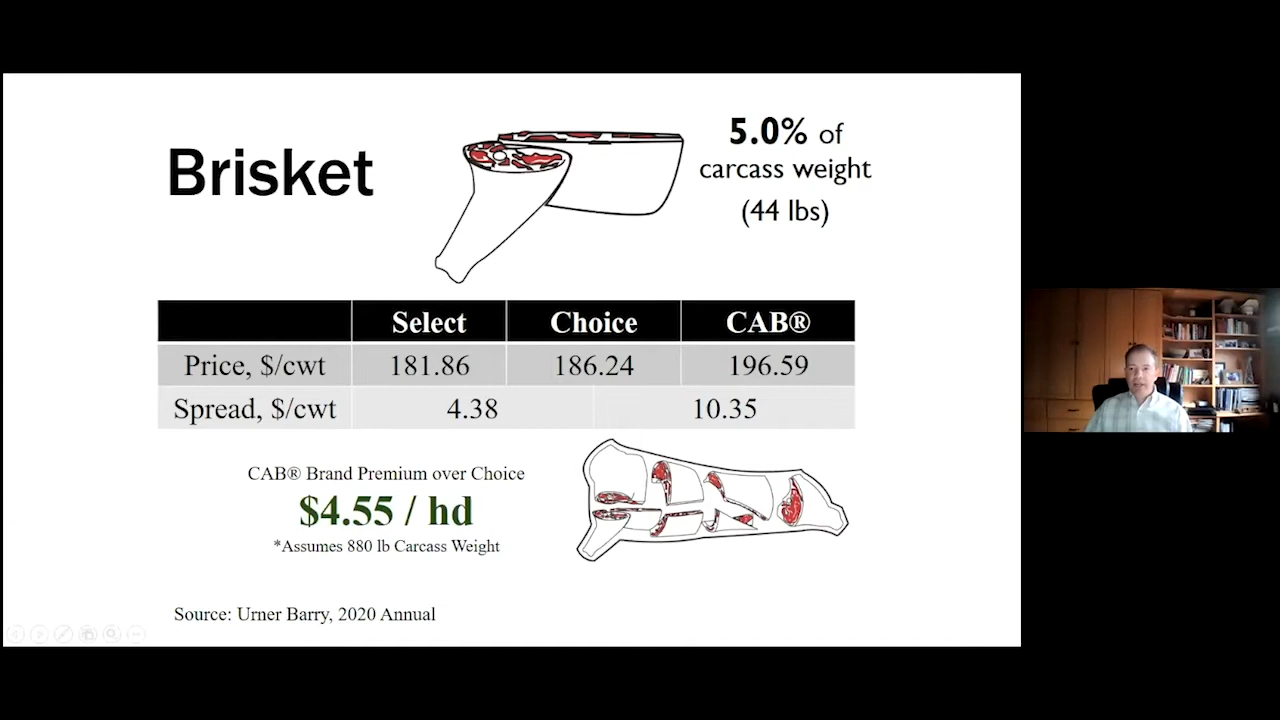 Brisket
5.0% of
carcass weight
(44 lbs)
Select Choice CAB®
Price, $/cwt 181.86 186.24 196.59
Spread, $/cwt 4.38 10.35
CAB® Brand Premium over Choice
$4.55 / hd
*Assumes 880 lb Carcass Weight
Source: Urner Barry, 2020 Annual